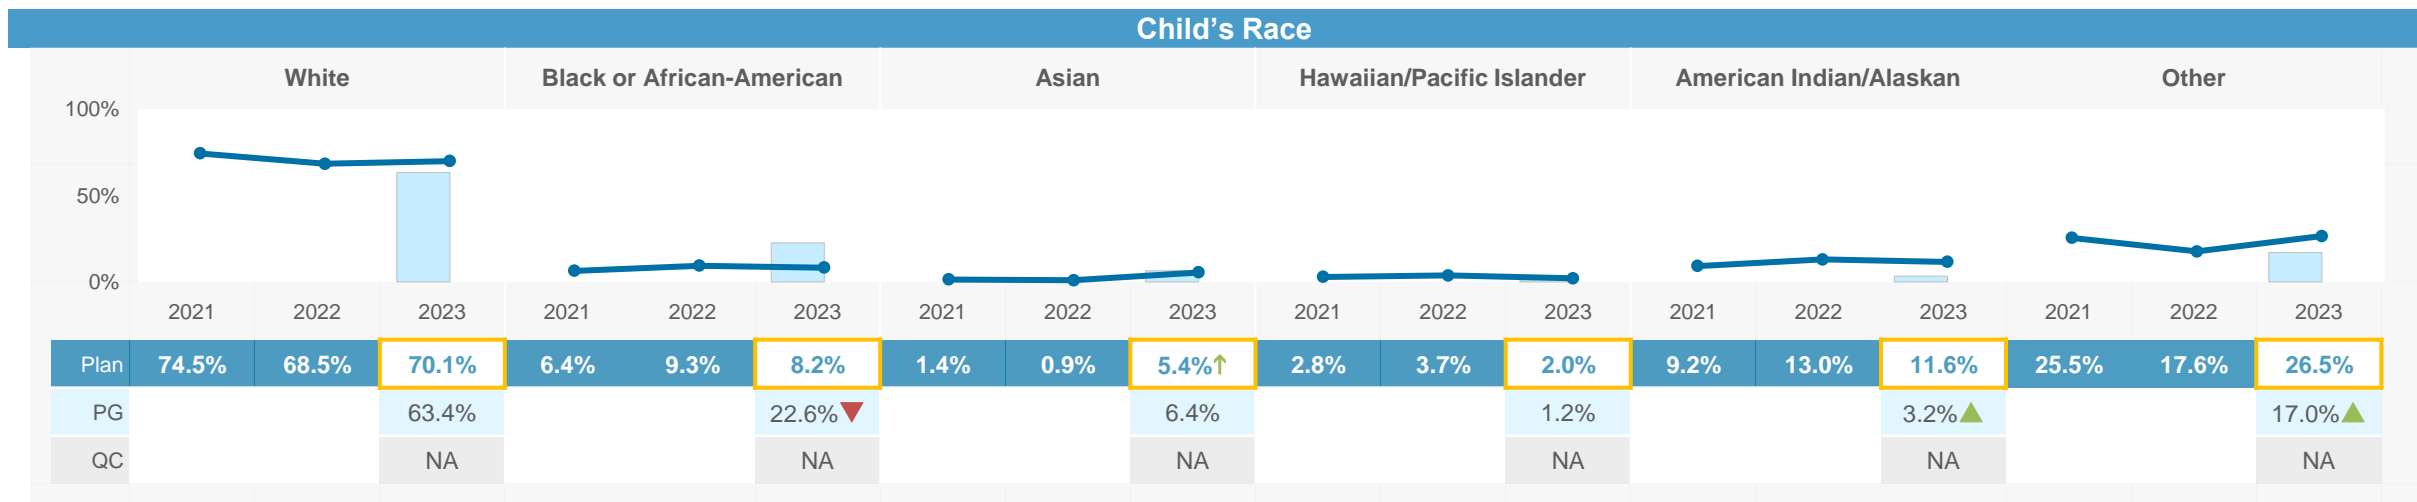 Child’s Race
White Black or African-American Asian Hawaiian/Pacific Islander American Indian/Alaskan Other
100%
50%
0%
2021 2022 2023 2021 2022 2023 2021 2022 2023 2021 2022 2023 2021 2022 2023 2021 2022 2023
Plan 74.5% 68.5% 70.1% 6.4% 9.3% 8.2% 1.4% 0.9% 5.4%↑ 2.8% 3.7% 2.0% 9.2% 13.0% 11.6% 25.5% 17.6% 26.5%
PG 63.4% 22.6%▼ 6.4% 1.2% 3.2%▲ 17.0%▲
QC NA NA NA NA NA NA